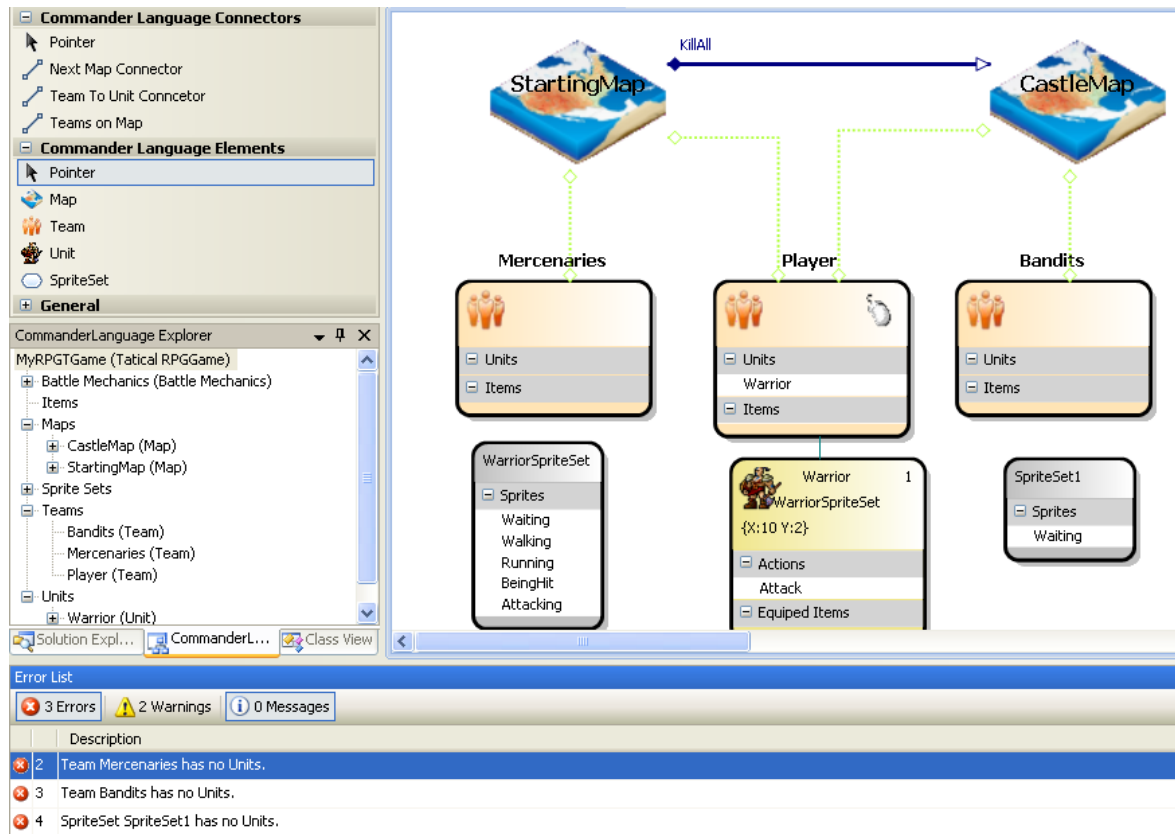 Commander Language Connectors
Pointer
Next Map Connector
Team To Unit Conncetor
Teams on Map
Commander Language Elements
Pointer
Map
Team
Unit
SpriteSet
General
CommanderLanguage Explorer
MyRPGTGame (Tatical RPGGame)
Battle Mechanics (Battle Mechanics)
Items
Maps
CastleMap (Map)
StartingMap (Map)
Sprite Sets
Teams
Bandits (Team)
Mercenaries (Team)
Player (Team)
Units
Warrior (Unit)
Solution Expl... CommanderL... Class View
KillAll
StartingMap
CastleMap
Mercenaries
Units
Items
Player
Units
Warrior
Items
Bandits
Units
Items
WarriorSpriteSet
Sprites
Waiting
Walking
Running
BeingHit
Attacking
Warrior 1
WarriorSpriteSet
{X:10 Y:2}
Actions
Attack
Equiped Items
SpriteSet1
Sprites
Waiting
Error List
3 Errors 2 Warnings 0 Messages
Description
2 Team Mercenaries has no Units.
3 Team Bandits has no Units.
4 SpriteSet SpriteSet1 has no Units.